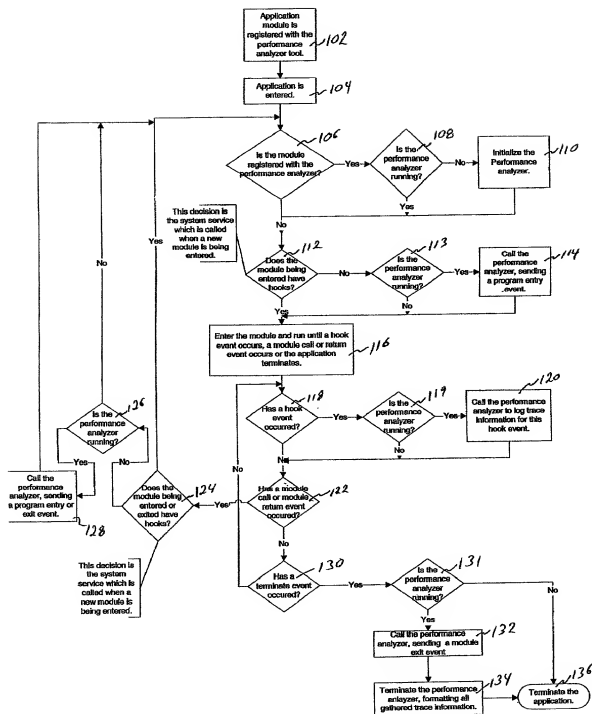 Application
module is
registered with the
performance
analyzer tool.
102
Application is
entered.
104
106
Is the module
registered with the
performance analyzer?
Yes
108
Is the
performance
analyzer
running?
No
110
Initialize the
Performance
analyzer.
Yes
No
This decision is
the system service
which is called
when a new
module is being
entered.
112
Does the
module being
entered have
hooks?
No
113
Is the
performance
analyzer
running?
Yes
114
Call the
performance
analyzer, sending
a program entry
.event.
Yes
No
Enter the module and run until a hook
event occurs, a module call or return
event occurs or the application
terminates.
116
118
Has a hook
event
occurred?
Yes
119
Is the
performance
analyzer
running?
Yes
120
Call the performance
analyzer to log trace
information for this
hook event.
No
No
No
Yes
No
126
Is the
performance
analyzer
running?
Yes
No
Call the
performance
analyzer, sending
a program entry or
exit event.
128
124
Does the
module being
entered or
exited have
hooks?
Yes
Has a module
call or module
return event
occured?
122
No
This decision is
the system
service which is
called when a
new module is
being entered.
130
Has a
terminate event
occured?
Yes
131
Is the
performance
analyzer
running?
No
Yes
Call the performance
analyzer, sending a module
exit event
132
134
Terminate the performance
anlayzer, formatting all
gathered trace information.
136
Terminate the
application.